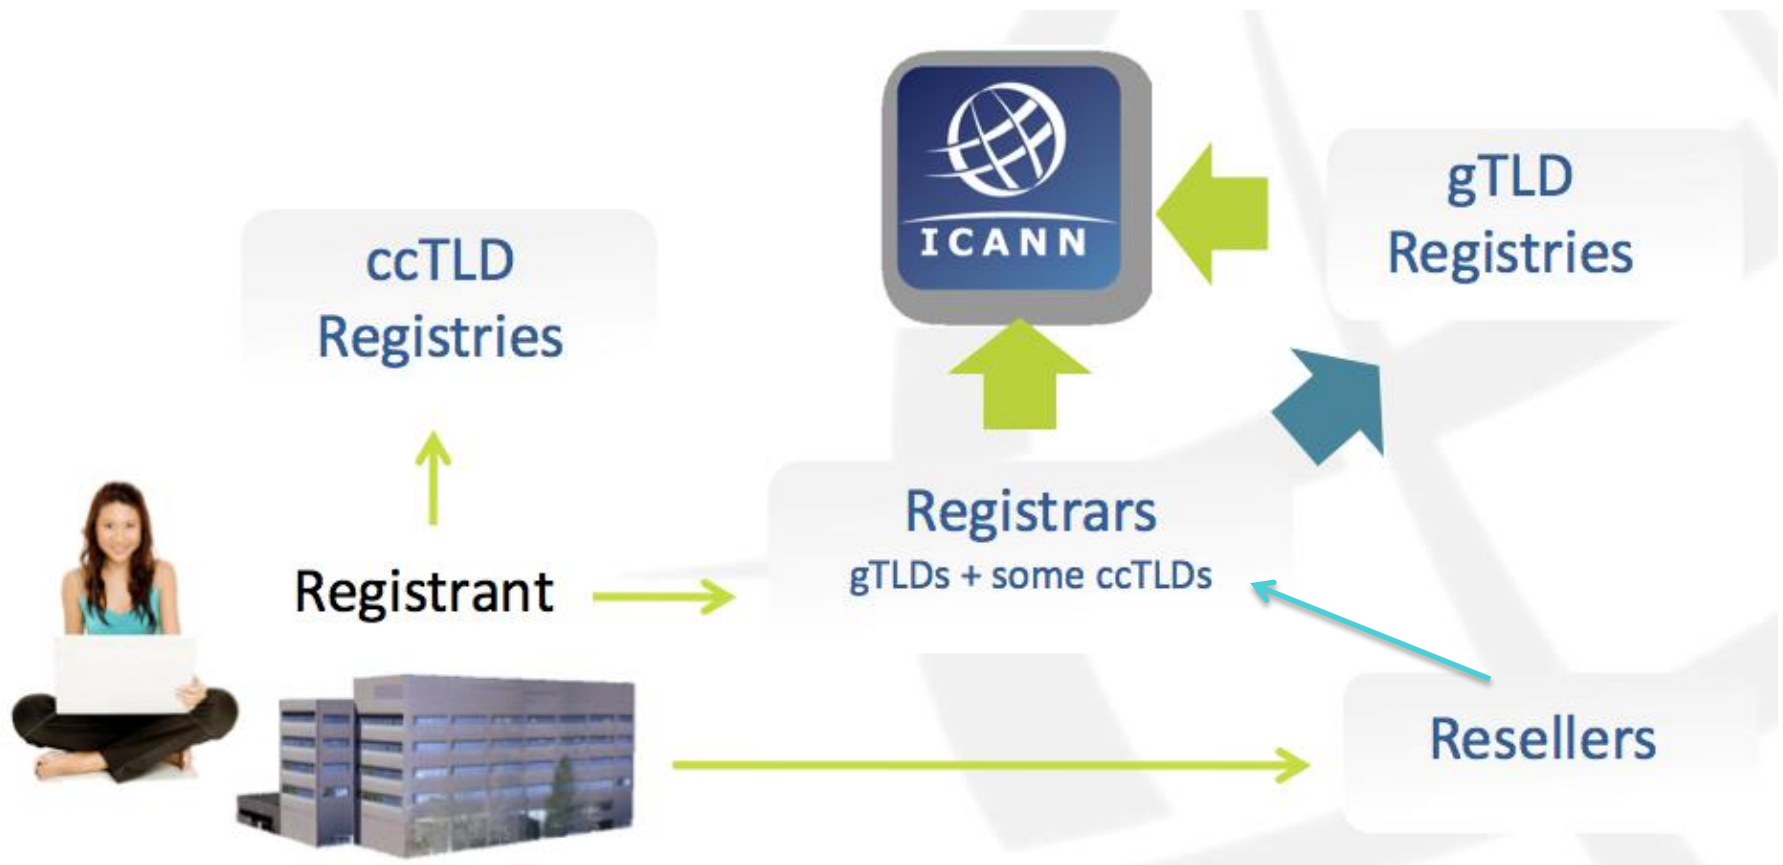 ICANN
gTLD
Registries
ccTLD
Registries
Registrars
gTLDs + some ccTLDs
Registrant
Resellers